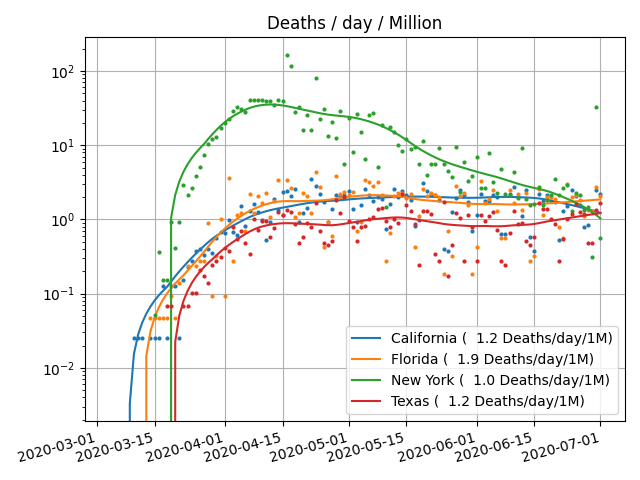 Deaths / day / Million
10²
10¹
10⁰
10⁻¹
10⁻²
California (  1.2 Deaths/day/1M)
Florida (  1.9 Deaths/day/1M)
New York (  1.0 Deaths/day/1M)
Texas (  1.2 Deaths/day/1M)
2020-03-01
2020-03-15
2020-04-01
2020-04-15
2020-05-01
2020-05-15
2020-06-01
2020-06-15
2020-07-01